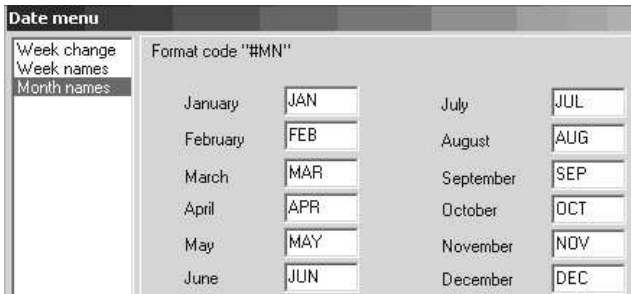 Date menu
Week change
Week names
Month names
Format code "#MN"
January JAN
February FEB
March MAR
April APR
May MAY
June JUN
July JUL
August AUG
September SEP
October OCT
November NOV
December DEC